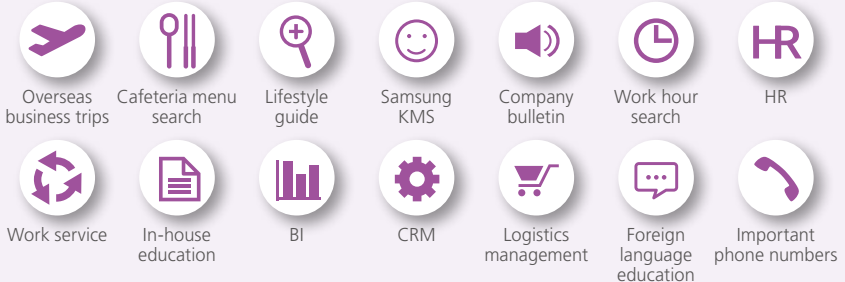 HR
Overseas
business trips
Cafeteria menu
search
Lifestyle
guide
Samsung
KMS
Company
bulletin
Work hour
search
HR
Work service
In-house
education
BI
CRM
Logistics
management
Foreign
language
education
Important
phone numbers